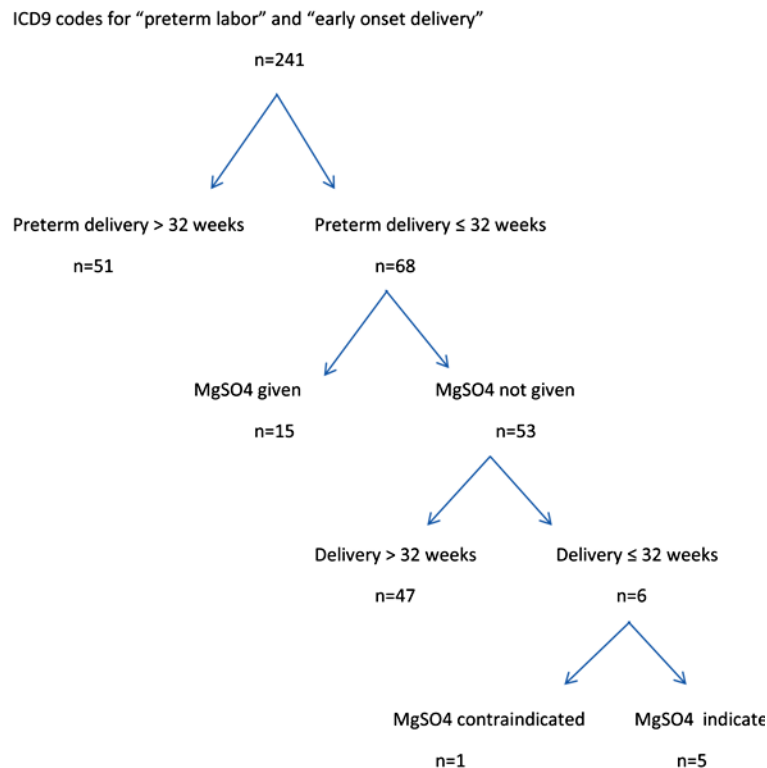 ICD9 codes for “preterm labor” and “early onset delivery”
n=241
Preterm delivery > 32 weeks Preterm delivery ≤ 32 weeks
n=51 n=68
MgSO4 given MgSO4 not given
n=15 n=53
Delivery > 32 weeks Delivery ≤ 32 weeks
n=47 n=6
MgSO4 contraindicated MgSO4 indicate
n=1 n=5